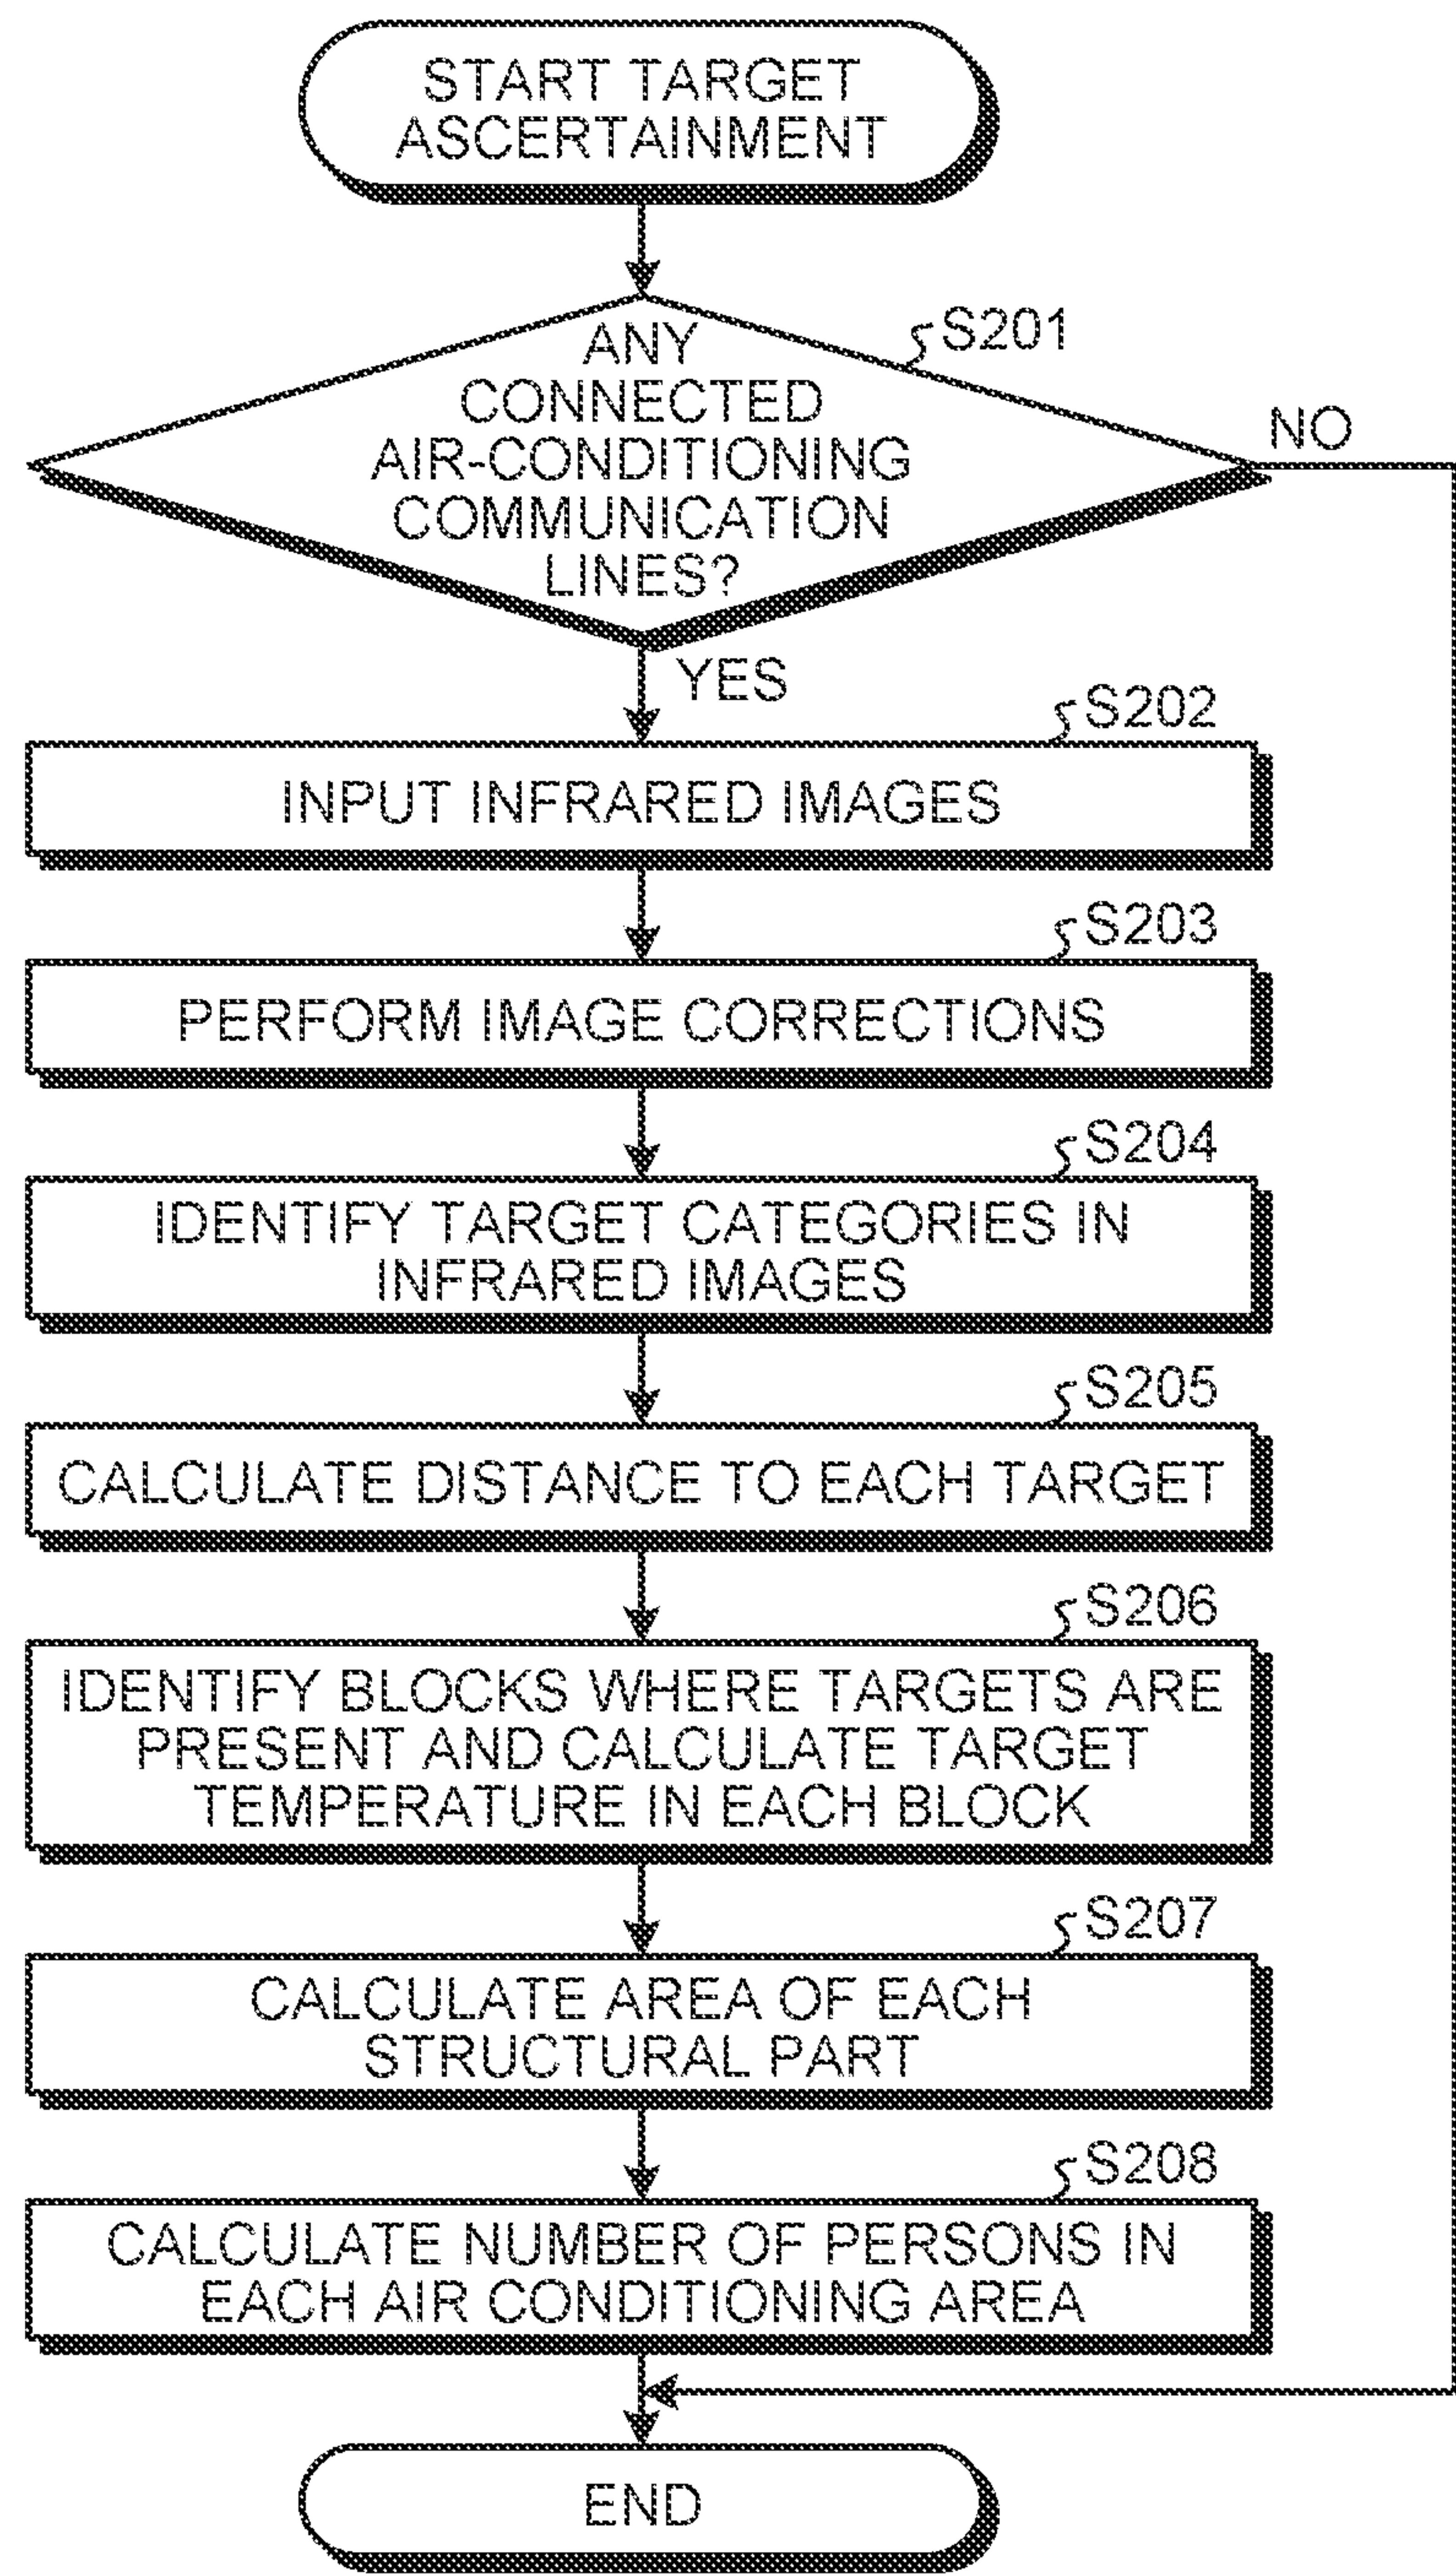 START TARGET
ASCERTAINMENT
S201
ANY
CONNECTED
AIR-CONDITIONING
COMMUNICATION
LINES?
NO
YES
S202
INPUT INFRARED IMAGES
S203
PERFORM IMAGE CORRECTIONS
S204
IDENTIFY TARGET CATEGORIES IN
INFRARED IMAGES
S205
CALCULATE DISTANCE TO EACH TARGET
S206
IDENTIFY BLOCKS WHERE TARGETS ARE
PRESENT AND CALCULATE TARGET
TEMPERATURE IN EACH BLOCK
S207
CALCULATE AREA OF EACH
STRUCTURAL PART
S208
CALCULATE NUMBER OF PERSONS IN
EACH AIR CONDITIONING AREA
END